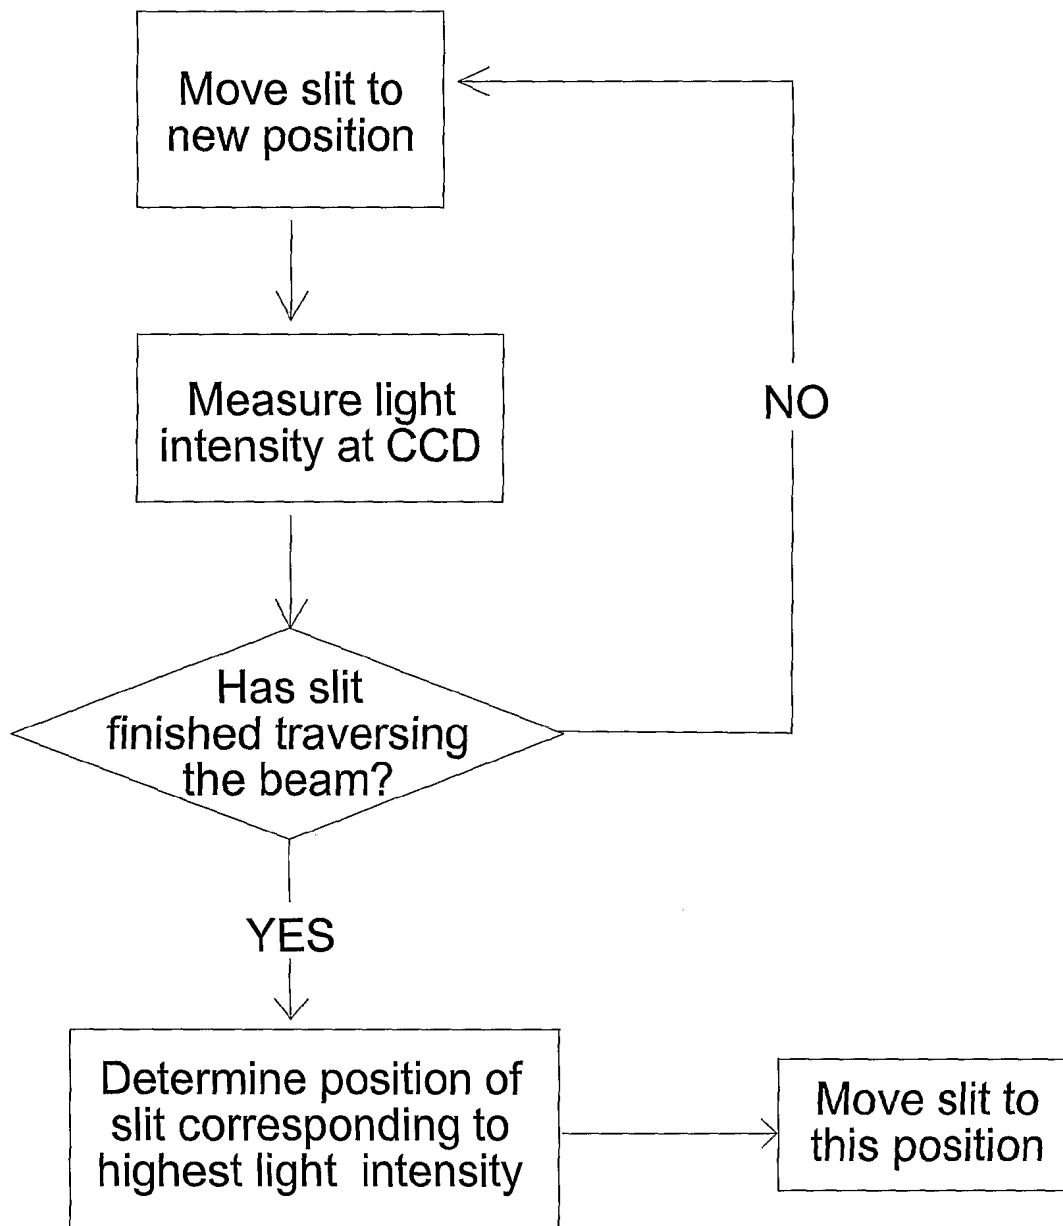 Move slit to
new position
Measure light
intensity at CCD
NO
Has slit
finished traversing
the beam?
YES
Determine position of
slit corresponding to
highest light intensity
Move slit to
this position